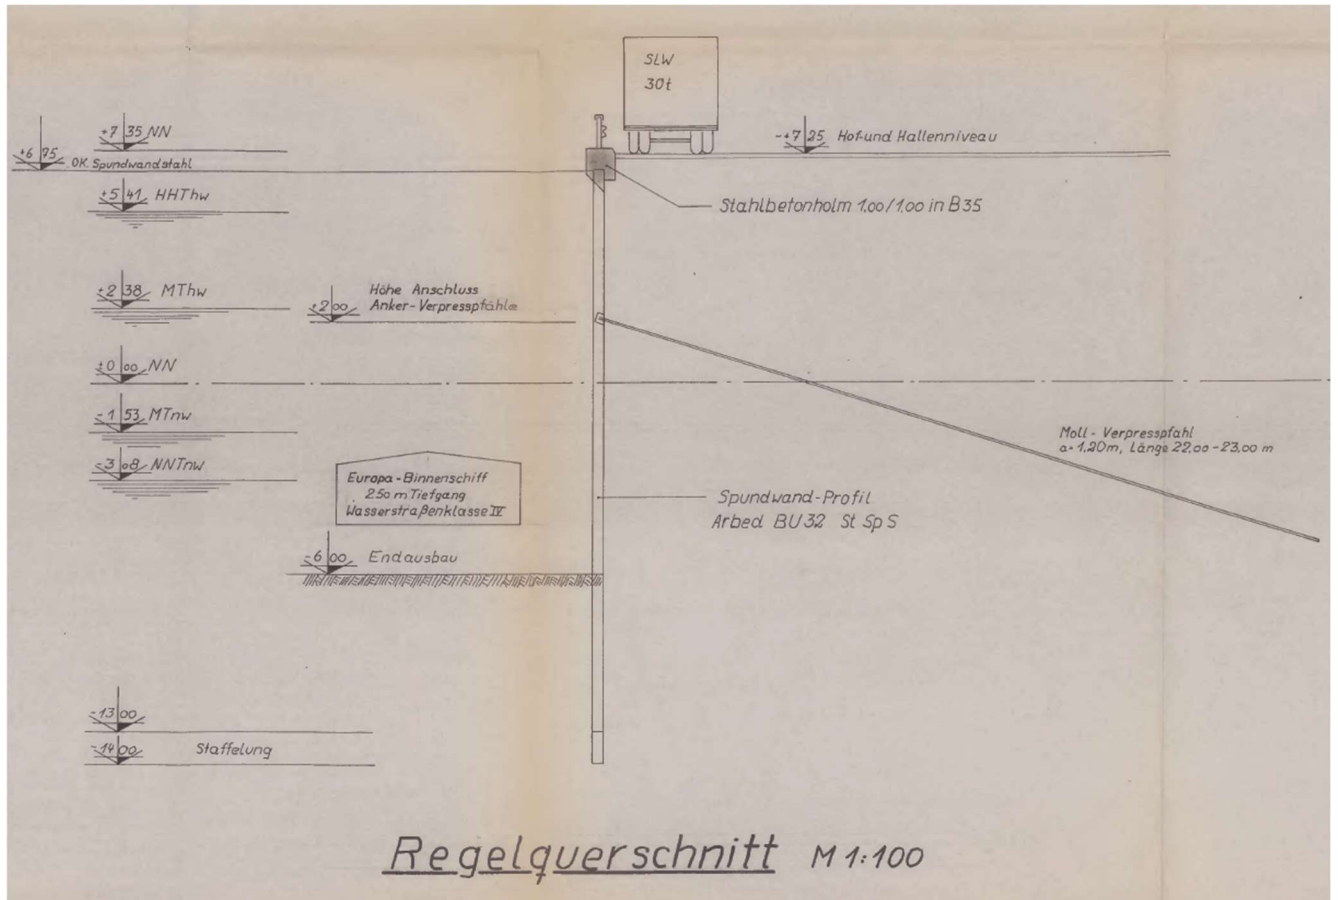 SLW
30t
+7 35 NN
+6 75 OK. Spundwandstahl
+5 41 HHThw
+7 25 Hof-und Hallenniveau
Stahlbetonholm 1.00/1.00 in B35
+2 38 MThw
Höhe Anschluss
+2 00 Anker-Verpresspfähle
±0 00 NN
-1 53 MTnw
-3 08 NNTnw
Moll- Verpresspfahl
a=1,20m, Länge 22.00-23.00 m
Europa-Binnenschiff
2.50 m Tiefgang
Wasserstraßenklasse IV
Spundwand-Profil
Arbed BU32 St Sp S
-6 00 Endausbau
-13 00
-14 00 Staffelung
Regelquerschnitt M 1:100